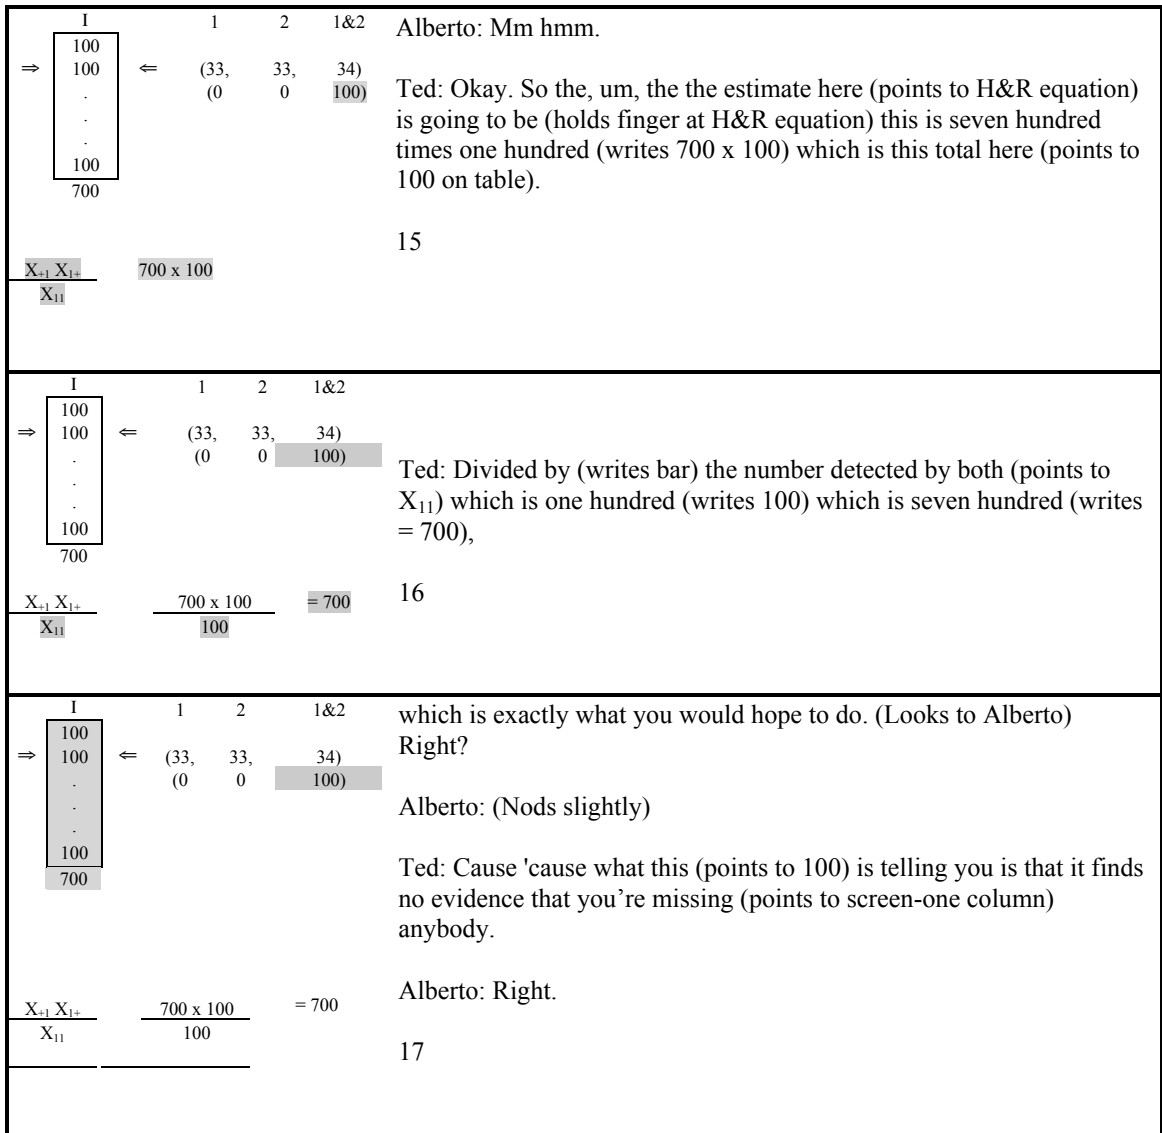 I 1 2 1&2
100
⇒ 100 ⇐ (33, 33, 34)
. (0 0 100)
.
.
100
700
X+1 X1+ 700 x 100
X11
Alberto: Mm hmm.
Ted: Okay. So the, um, the the estimate here (points to H&R equation)
is going to be (holds finger at H&R equation) this is seven hundred
times one hundred (writes 700 x 100) which is this total here (points to
100 on table).
15
I 1 2 1&2
100
⇒ 100 ⇐ (33, 33, 34)
. (0 0 100)
.
.
100
700
X+1 X1+ 700 x 100 = 700
X11 100
Ted: Divided by (writes bar) the number detected by both (points to
X11) which is one hundred (writes 100) which is seven hundred (writes
= 700),
16
I 1 2 1&2
100
⇒ 100 ⇐ (33, 33, 34)
. (0 0 100)
.
.
100
700
X+1 X1+ 700 x 100 = 700
X11 100
which is exactly what you would hope to do. (Looks to Alberto)
Right?
Alberto: (Nods slightly)
Ted: Cause 'cause what this (points to 100) is telling you is that it finds
no evidence that you’re missing (points to screen-one column)
anybody.
Alberto: Right.
17